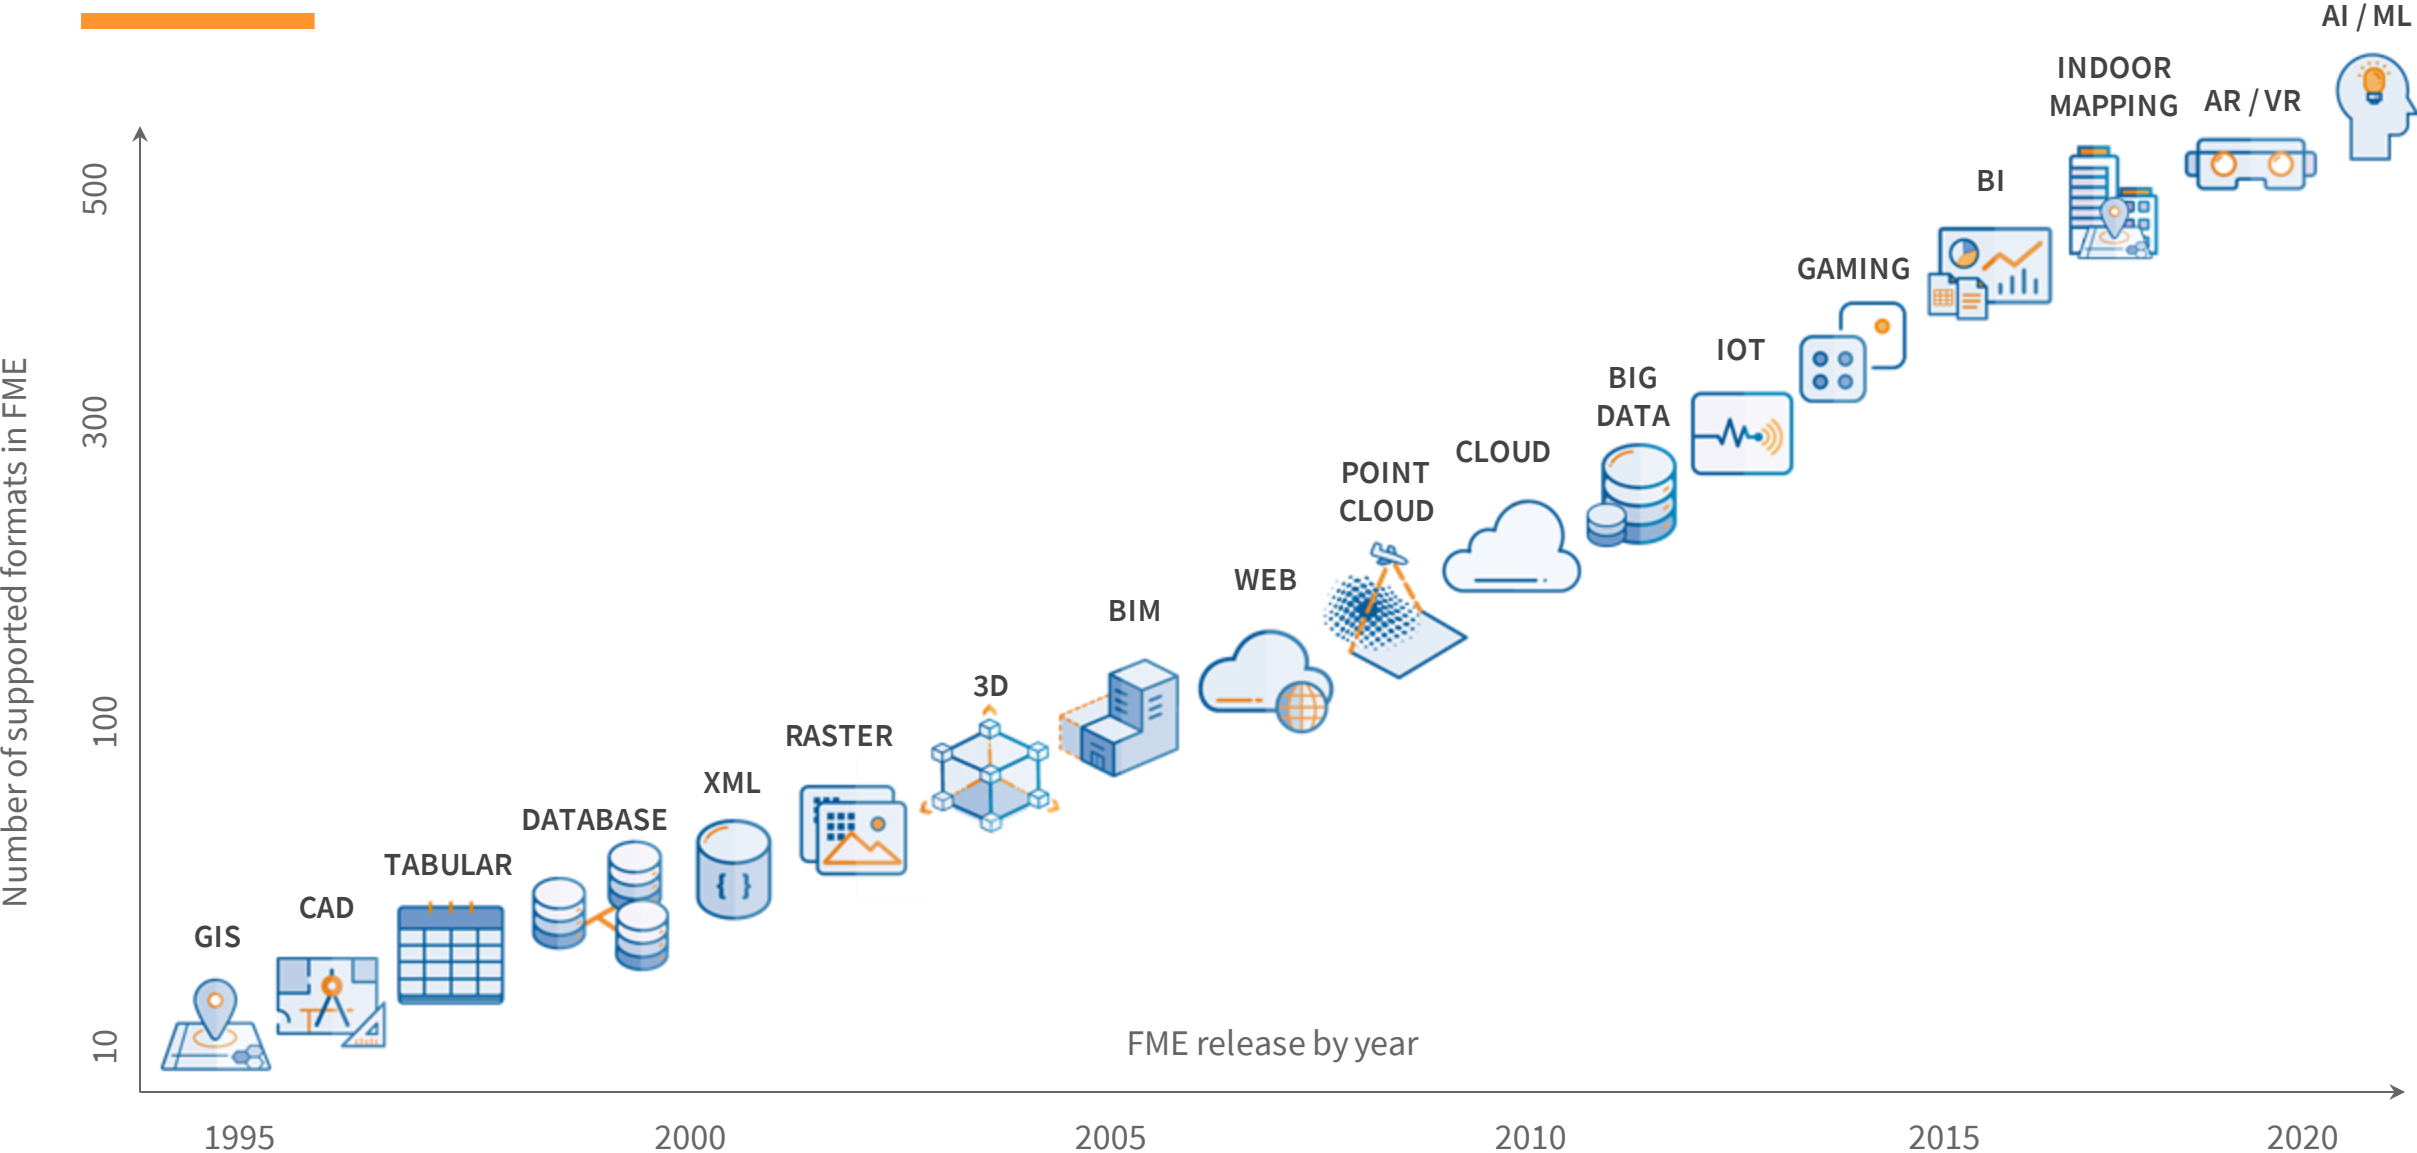 AI / ML
INDOOR
MAPPING
AR / VR
BI
GAMING
IOT
BIG
DATA
CLOUD
POINT
CLOUD
WEB
BIM
3D
RASTER
XML
DATABASE
TABULAR
CAD
GIS
{ }
Number of supported formats in FME
500
300
100
10
FME release by year
1995
2000
2005
2010
2015
2020